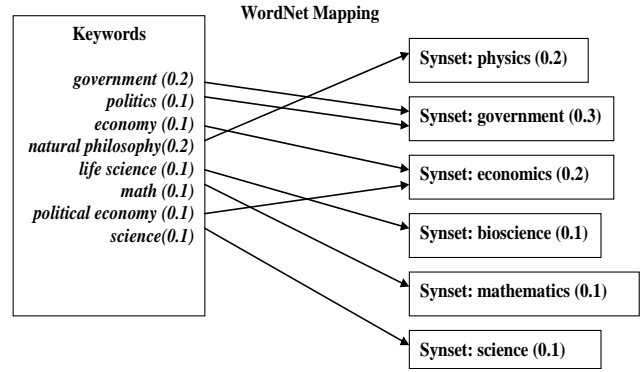 WordNet Mapping
Keywords
government (0.2)
politics (0.1)
economy (0.1)
natural philosophy(0.2)
life science (0.1)
math (0.1)
political economy (0.1)
science(0.1)
Synset: physics (0.2)
Synset: government (0.3)
Synset: economics (0.2)
Synset: bioscience (0.1)
Synset: mathematics (0.1)
Synset: science (0.1)